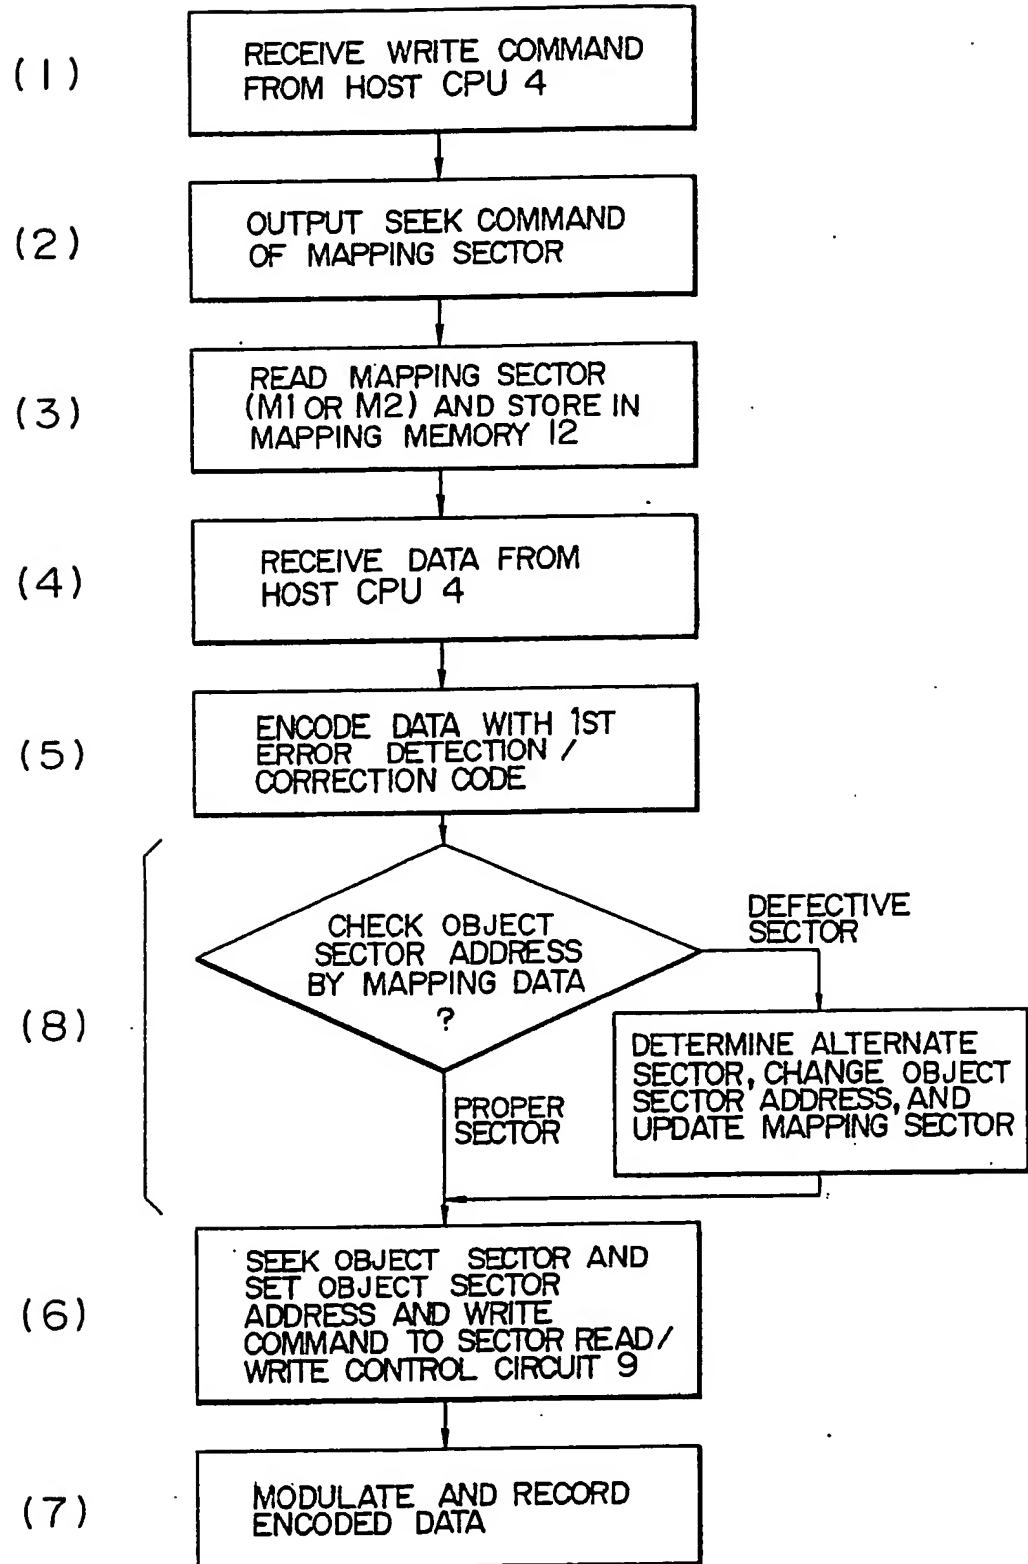 (1)
RECEIVE WRITE COMMAND
FROM HOST CPU 4
(2)
OUTPUT SEEK COMMAND
OF MAPPING SECTOR
(3)
READ MAPPING SECTOR
(M1 OR M2) AND STORE IN
MAPPING MEMORY 12
(4)
RECEIVE DATA FROM
HOST CPU 4
(5)
ENCODE DATA WITH 1ST
ERROR DETECTION /
CORRECTION CODE
(8)
CHECK OBJECT
SECTOR ADDRESS
BY MAPPING DATA
?
DEFECTIVE
SECTOR
DETERMINE ALTERNATE
SECTOR, CHANGE OBJECT
SECTOR ADDRESS, AND
UPDATE MAPPING SECTOR
PROPER
SECTOR
(6)
SEEK OBJECT SECTOR AND
SET OBJECT SECTOR
ADDRESS AND WRITE
COMMAND TO SECTOR READ/
WRITE CONTROL CIRCUIT 9
(7)
MODULATE AND RECORD
ENCODED DATA